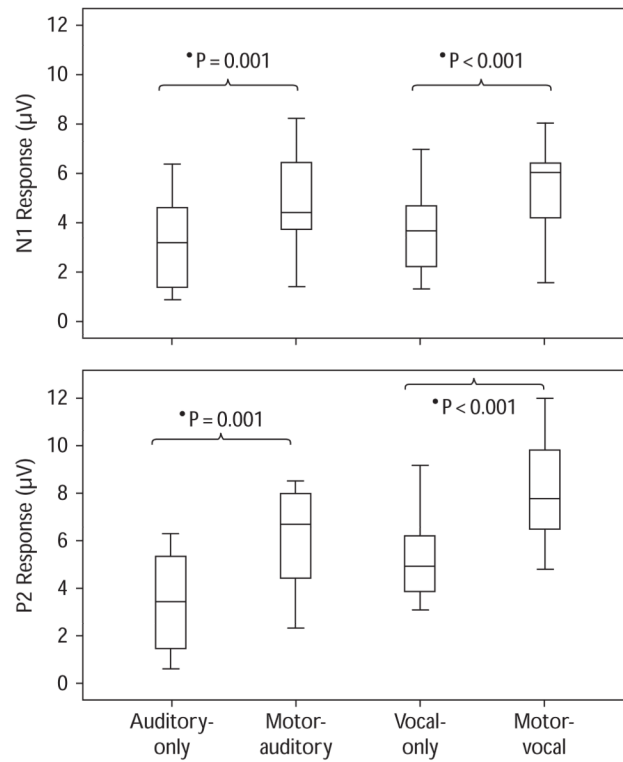 12
10
8
6
4
2
0
N1 Response (µV)
•P = 0.001
•P < 0.001
12
10
8
6
4
2
0
P2 Response (µV)
•P = 0.001
•P < 0.001
Auditory-
only
Motor-
auditory
Vocal-
only
Motor-
vocal